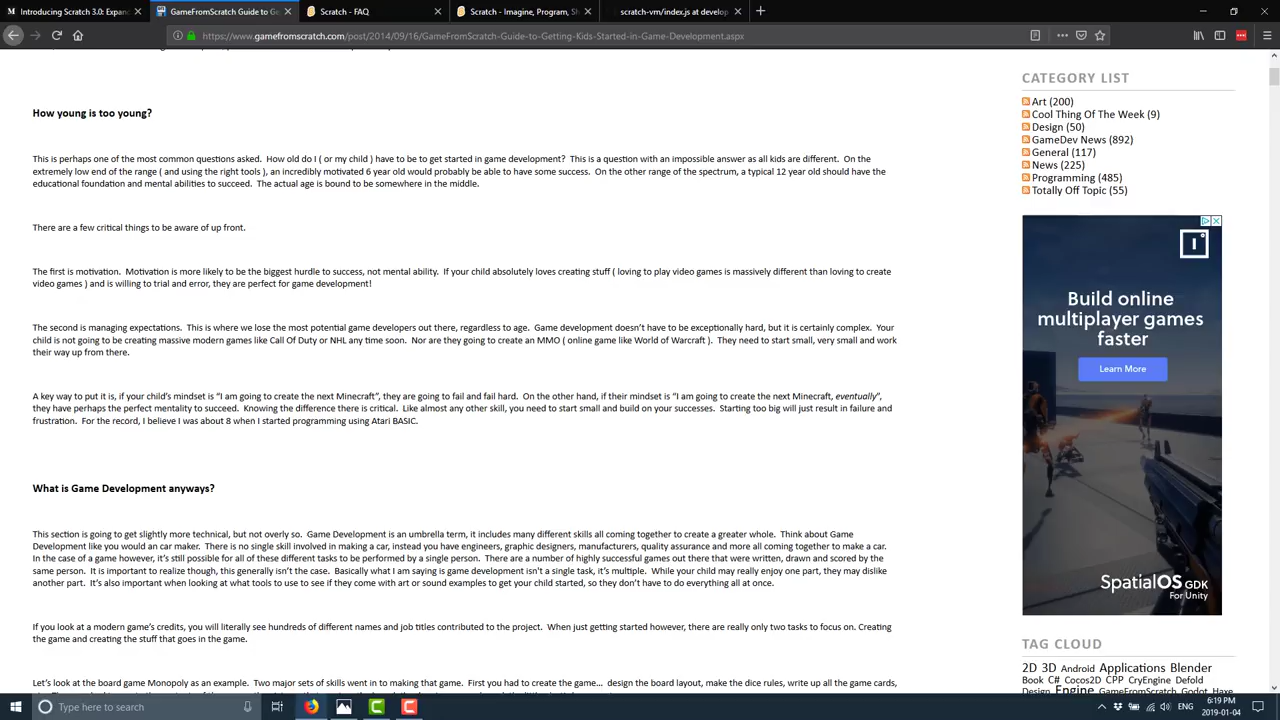 Introducing Scratch 3.0: Expan
GameFromScratch Guide to Ge
Scratch - FAQ
Scratch - Imagine, Program, Sh
scratch-vm/index.js at develop
https://www.gamefromscratch.com/post/2014/09/16/GameFromScratch-Guide-to-Getting-Kids-Started-in-Game-Development.aspx
How young is too young?
This is perhaps one of the most common questions asked.  How old do I ( or my child ) have to be to get started in game development?  This is a question with an impossible answer as all kids are different.  On the
extremely low end of the range ( and using the right tools ), an incredibly motivated 6 year old would probably be able to have some success.  On the other range of the spectrum, a typical 12 year old should have the
educational foundation and mental abilities to succeed.  The actual age is bound to be somewhere in the middle.
There are a few critical things to be aware of up front.
The first is motivation.  Motivation is more likely to be the biggest hurdle to success, not mental ability.  If your child absolutely loves creating stuff ( loving to play video games is massively different than loving to create
video games ) and is willing to trial and error, they are perfect for game development!
The second is managing expectations.  This is where we lose the most potential game developers out there, regardless to age.  Game development doesn't have to be exceptionally hard, but it is certainly complex.  Your
child is not going to be creating massive modern games like Call Of Duty or NHL any time soon.  Nor are they going to create an MMO ( online game like World of Warcraft ).  They need to start small, very small and work
their way up from there.
A key way to put it is, if your child's mindset is "I am going to create the next Minecraft", they are going to fail and fail hard.  On the other hand, if their mindset is "I am going to create the next Minecraft, eventually",
they have perhaps the perfect mentality to succeed.  Knowing the difference there is critical.  Like almost any other skill, you need to start small and build on your successes.  Starting too big will just result in failure and
frustration.  For the record, I believe I was about 8 when I started programming using Atari BASIC.
What is Game Development anyways?
This section is going to get slightly more technical, but not overly so.  Game Development is an umbrella term, it includes many different skills all coming together to create a greater whole.  Think about Game
Development like you would an car maker.  There is no single skill involved in making a car, instead you have engineers, graphic designers, manufacturers, quality assurance and more all coming together to make a car.
In the case of a game however, it's still possible for all of these different tasks to be performed by a single person.  There are a number of highly successful games out there that were written, drawn and scored by the
same person.  It is important to realize though, this generally isn't the case.  Basically what I am saying is game development isn't a single task, it's multiple.  While your child may really enjoy one part, they may dislike
another part.  It's also important when looking at what tools to use to see if they come with art or sound examples to get your child started, so they don't have to do everything all at once.
If you look at a modern game's credits, you will literally see hundreds of different names and job titles contributed to the project.  When just getting started however, there are really only two tasks to focus on. Creating
the game and creating the stuff that goes in the game.
Let's look at the board game Monopoly as an example.  Two major sets of skills went in to making that game.  First you had to create the game... design the board layout, make the dice rules, write up all the game cards,
CATEGORY LIST
Art (200)
Cool Thing Of The Week (9)
Design (50)
GameDev News (892)
General (117)
News (225)
Programming (485)
Totally Off Topic (55)
Build online
multiplayer games
faster
Learn More
SpatialOS GDK
For Unity
TAG CLOUD
2D 3D Android Applications Blender
Book C# Cocos2D CPP CryEngine Defold
Design Engine GameFromScratch Godot Haxe
Type here to search
ENG
6:19 PM
2019-01-04